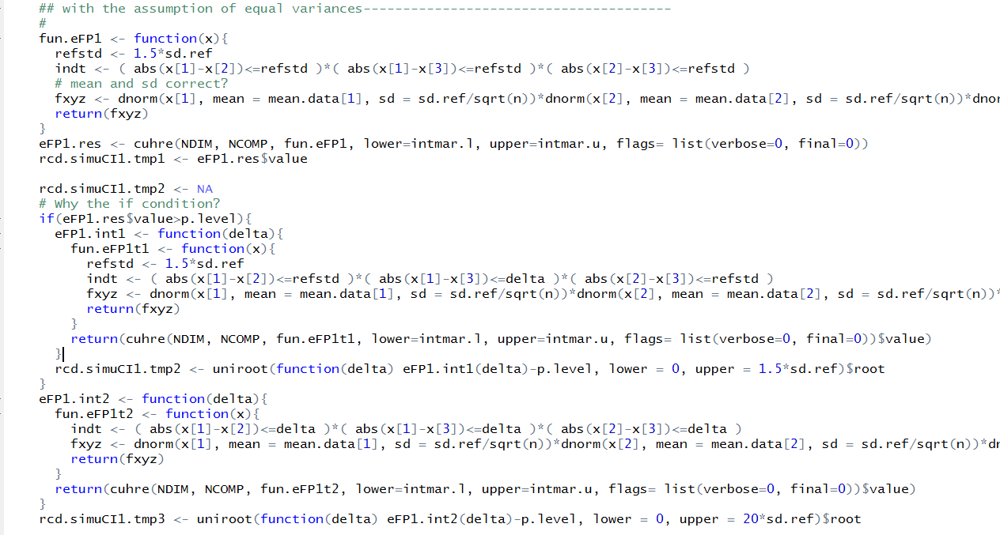 ## with the assumption of equal variances---------------------------------------
#
fun.eFP1 <- function(x){
  refstd <- 1.5*sd.ref
  indt <- ( abs(x[1]-x[2])<=refstd )*( abs(x[1]-x[3])<=refstd )*( abs(x[2]-x[3])<=refstd )
  # mean and sd correct?
  fxyz <- dnorm(x[1], mean = mean.data[1], sd = sd.ref/sqrt(n))*dnorm(x[2], mean = mean.data[2], sd = sd.ref/sqrt(n))*dnor
  return(fxyz)
}
eFP1.res <- cuhre(NDIM, NCOMP, fun.eFP1, lower=intmar.l, upper=intmar.u, flags= list(verbose=0, final=0))
rcd.simuCI1.tmp1 <- eFP1.res$value

rcd.simuCI1.tmp2 <- NA
# Why the if condition?
if(eFP1.res$value>p.level){
  eFP1.int1 <- function(delta){
    fun.eFP1t1 <- function(x){
      refstd <- 1.5*sd.ref
      indt <- ( abs(x[1]-x[2])<=refstd )*( abs(x[1]-x[3])<=delta )*( abs(x[2]-x[3])<=refstd )
      fxyz <- dnorm(x[1], mean = mean.data[1], sd = sd.ref/sqrt(n))*dnorm(x[2], mean = mean.data[2], sd = sd.ref/sqrt(n))*
      return(fxyz)
    }
    return(cuhre(NDIM, NCOMP, fun.eFP1t1, lower=intmar.l, upper=intmar.u, flags= list(verbose=0, final=0))$value)
  }
  rcd.simuCI1.tmp2 <- uniroot(function(delta) eFP1.int1(delta)-p.level, lower = 0, upper = 1.5*sd.ref)$root
}
eFP1.int2 <- function(delta){
  fun.eFP1t2 <- function(x){
    indt <- ( abs(x[1]-x[2])<=delta )*( abs(x[1]-x[3])<=delta )*( abs(x[2]-x[3])<=delta )
    fxyz <- dnorm(x[1], mean = mean.data[1], sd = sd.ref/sqrt(n))*dnorm(x[2], mean = mean.data[2], sd = sd.ref/sqrt(n))*dr
    return(fxyz)
  }
  return(cuhre(NDIM, NCOMP, fun.eFP1t2, lower=intmar.l, upper=intmar.u, flags= list(verbose=0, final=0))$value)
}
rcd.simuCI1.tmp3 <- uniroot(function(delta) eFP1.int2(delta)-p.level, lower = 0, upper = 20*sd.ref)$root